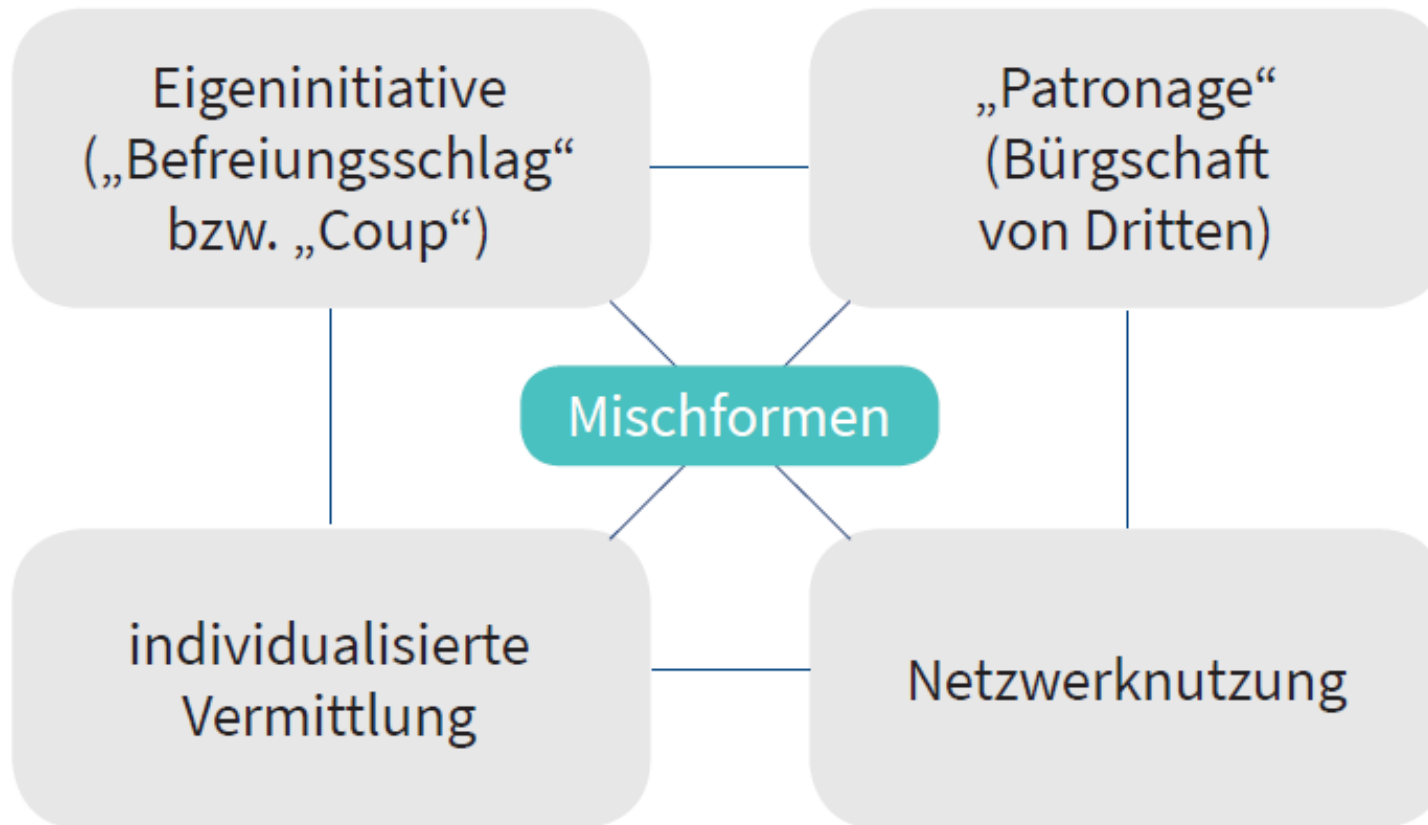 Eigeninitiative
(„Befreiungsschlag“
bzw. „Coup“)
„Patronage“
(Bürgschaft
von Dritten)
Mischformen
individualisierte
Vermittlung
Netzwerknutzung